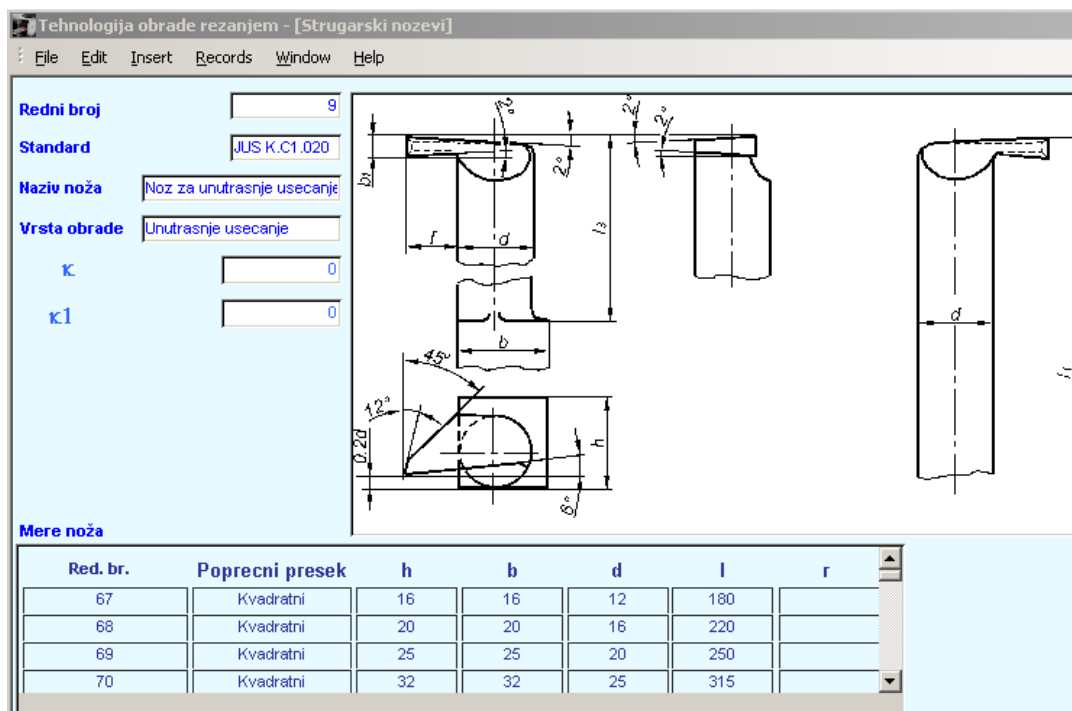 Tehnologija obrade rezanjem - [Strugarski nozevi]
File Edit Insert Records Window Help
Redni broj 9
Standard JUS K.C1.020
Naziv noža Noz za unutrasnje usecanje
Vrsta obrade Unutrasnje usecanje
κ 0
κ1 0
2°
2°
2°
2°
b₁
l₃
f
d
d
b
l₁
45°
12°
0.2d
h
6°
Mere noža
Red. br. Poprecni presek h b d l r
67 Kvadratni 16 16 12 180
68 Kvadratni 20 20 16 220
69 Kvadratni 25 25 20 250
70 Kvadratni 32 32 25 315